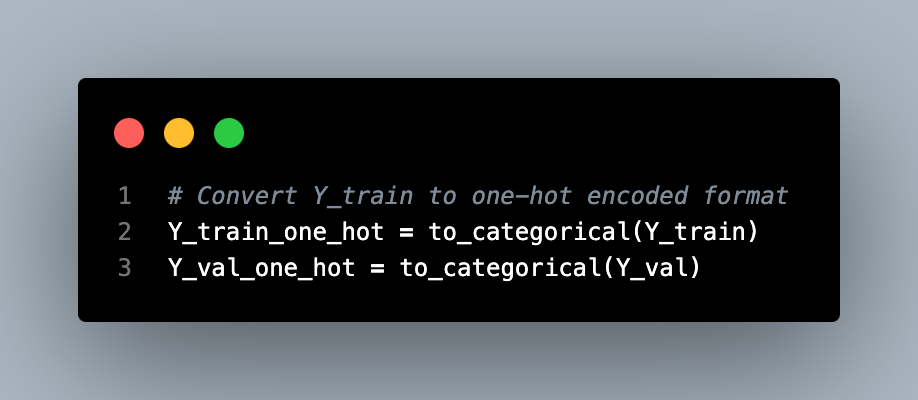 1 # Convert Y_train to one-hot encoded format
2 Y_train_one_hot = to_categorical(Y_train)
3 Y_val_one_hot = to_categorical(Y_val)